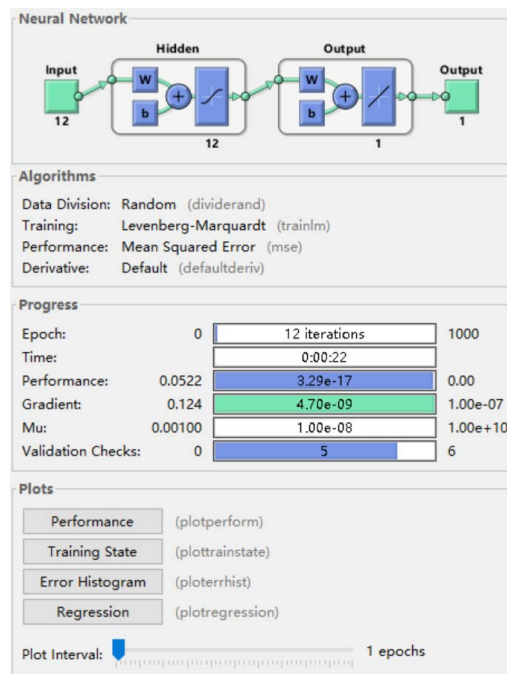 Neural Network
Hidden
Output
Input
W
b
+
W
b
+
Output
12
12
1
1
Algorithms
Data Division: Random (dividerand)
Training: Levenberg-Marquardt (trainlm)
Performance: Mean Squared Error (mse)
Derivative: Default (defaultderiv)
Progress
Epoch: 0 12 iterations 1000
Time: 0:00:22
Performance: 0.0522 3.29e-17 0.00
Gradient: 0.124 4.70e-09 1.00e-07
Mu: 0.00100 1.00e-08 1.00e+10
Validation Checks: 0 5 6
Plots
Performance (plotperform)
Training State (plottrainstate)
Error Histogram (ploterrhist)
Regression (plotregression)
Plot Interval: 1 epochs